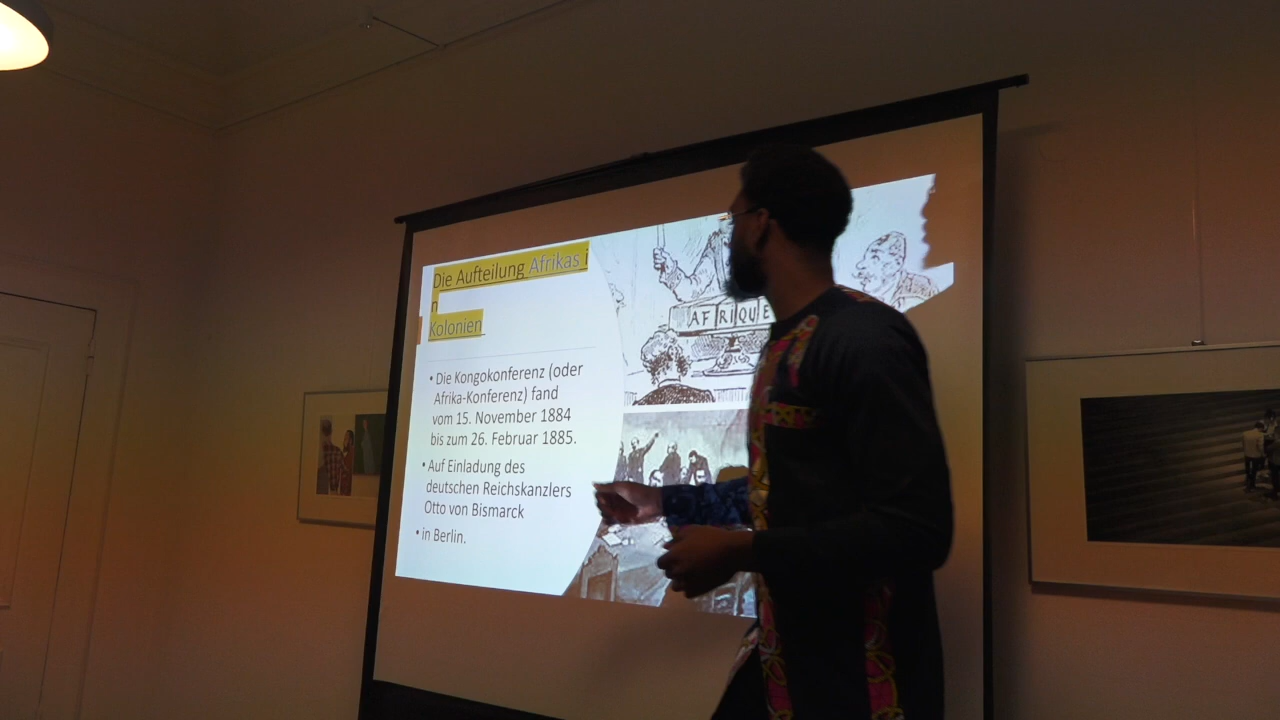 Die Aufteilung Afrikas i
n
Kolonien
• Die Kongokonferenz (oder
Afrika-Konferenz) fand
vom 15. November 1884
bis zum 26. Februar 1885.
• Auf Einladung des
deutschen Reichskanzlers
Otto von Bismarck
• in Berlin.
AFRIQUE